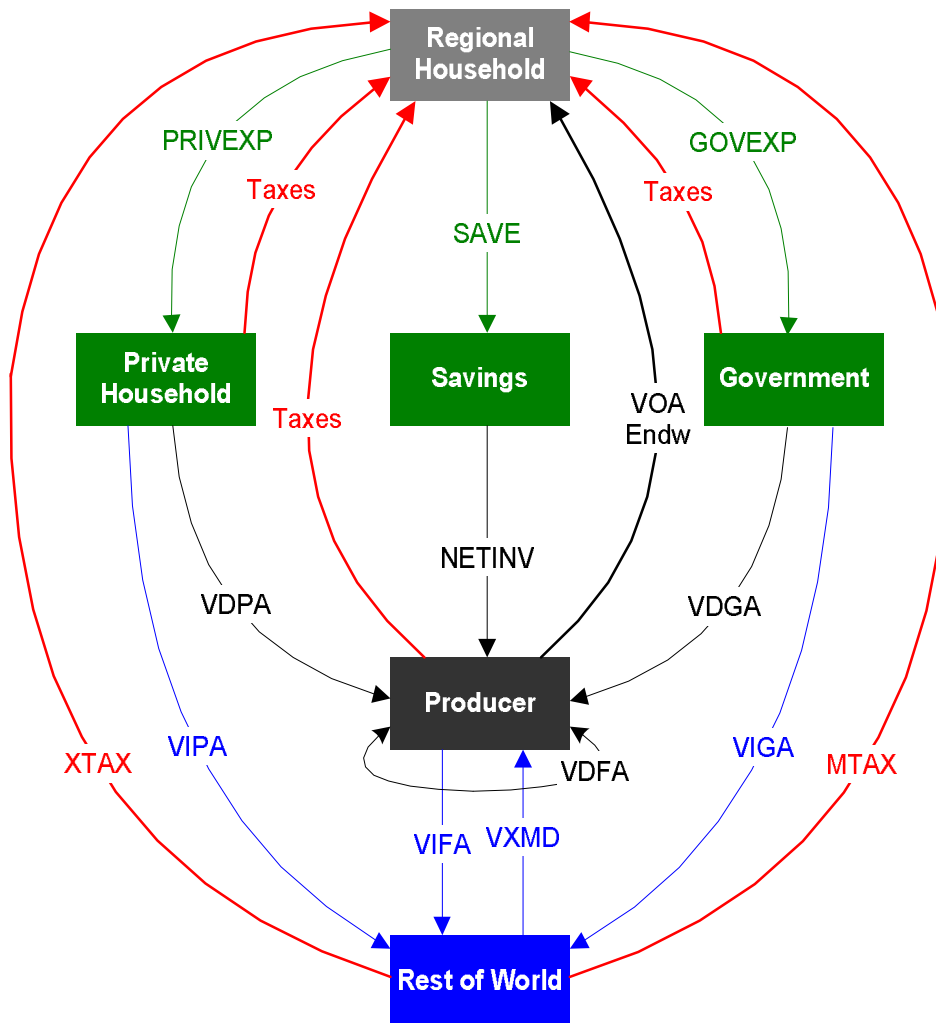 Regional
Household
PRIVEXP
GOVEXP
Taxes
Taxes
SAVE
Private
Household
Savings
Government
Taxes
VOA
Endw
NETINV
VDPA
VDGA
Producer
VIPA
VIGA
XTAX
MTAX
VDFA
VIFA
VXMD
Rest of World